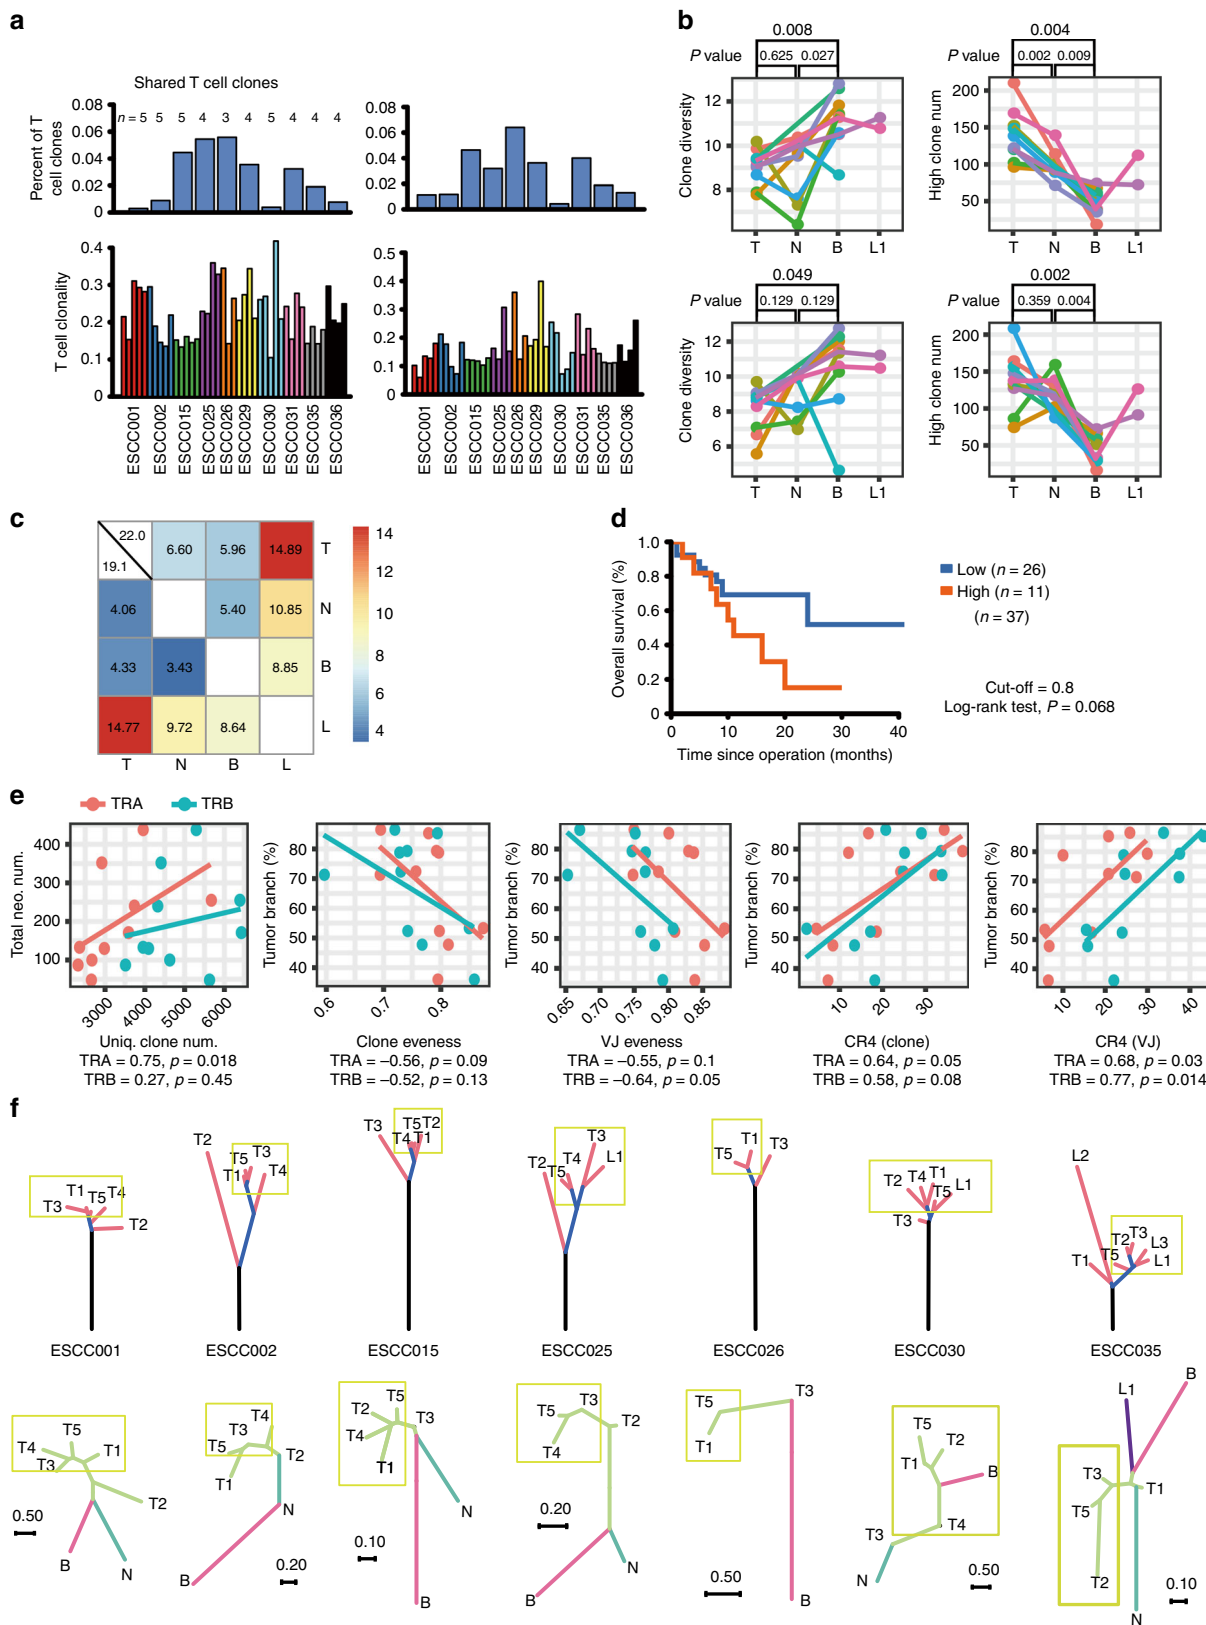 a
Shared T cell clones
Percent of T
cell clones
0.08
0.06
0.04
0.02
0
n = 5 5 5 4 3 4 5 4 4 4
0.08
0.06
0.04
0.02
0
T cell clonality
0.4
0.3
0.2
0.1
0
ESCC001
ESCC002
ESCC015
ESCC025
ESCC026
ESCC029
ESCC030
ESCC031
ESCC035
ESCC036
0.5
0.4
0.3
0.2
0.1
0
ESCC001
ESCC002
ESCC015
ESCC025
ESCC026
ESCC029
ESCC030
ESCC031
ESCC035
ESCC036
b
0.008
P value 0.625 0.027
Clone diversity
12
10
8
T N B L1
0.004
P value 0.002 0.009
High clone num
200
150
100
50
T N B L1
0.049
P value 0.129 0.129
Clone diversity
12
10
8
6
T N B L1
0.002
P value 0.359 0.004
High clone num
200
150
100
50
T N B L1
c
22.0
19.1
6.60 5.96 14.89 T
4.06 5.40 10.85 N
4.33 3.43 8.85 B
14.77 9.72 8.64 L
T N B L
14
12
10
8
6
4
d
Overall survival (%)
1.0
0.8
0.6
0.4
0.2
0
0 10 20 30 40
Time since operation (months)
Low (n = 26)
High (n = 11)
(n = 37)
Cut-off = 0.8
Log-rank test, P = 0.068
e
TRA TRB
Total neo. num.
400
300
200
100
3000 4000 5000 6000
Uniq. clone num.
TRA = 0.75, p = 0.018
TRB = 0.27, p = 0.45
Tumor branch (%)
80
70
60
50
40
0.6 0.7 0.8
Clone eveness
TRA = –0.56, p = 0.09
TRB = –0.52, p = 0.13
Tumor branch (%)
80
70
60
50
40
0.65 0.70 0.75 0.80 0.85
VJ eveness
TRA = –0.55, p = 0.1
TRB = –0.64, p = 0.05
Tumor branch (%)
80
70
60
50
40
10 20 30
CR4 (clone)
TRA = 0.64, p = 0.05
TRB = 0.58, p = 0.08
Tumor branch (%)
80
70
60
50
40
10 20 30 40
CR4 (VJ)
TRA = 0.68, p = 0.03
TRB = 0.77, p = 0.014
f
T1 T5 T4 T3 T2
ESCC001
T2 T5 T3 T1 T4
ESCC002
T3 T5 T2 T4 T1
ESCC015
T2 T5 T4 T3 L1
ESCC025
T5 T1 T3
ESCC026
T2 T4 T1 T5 L1 T3
ESCC030
L2 T1 T5 T2 T3 L3 L1
ESCC035
T5 T4 T1 T3 T2 B N
0.50
T4 T3 T5 T2 T1 N B
0.20
T5 T2 T3 T4 T1 N B
0.10
T3 T5 T2 T4 N B
0.20
T5 T3 T1 B
0.50
T5 T2 T1 B T4 T3 N
0.50
B L1 T3 T1 T5 T2 N
0.10